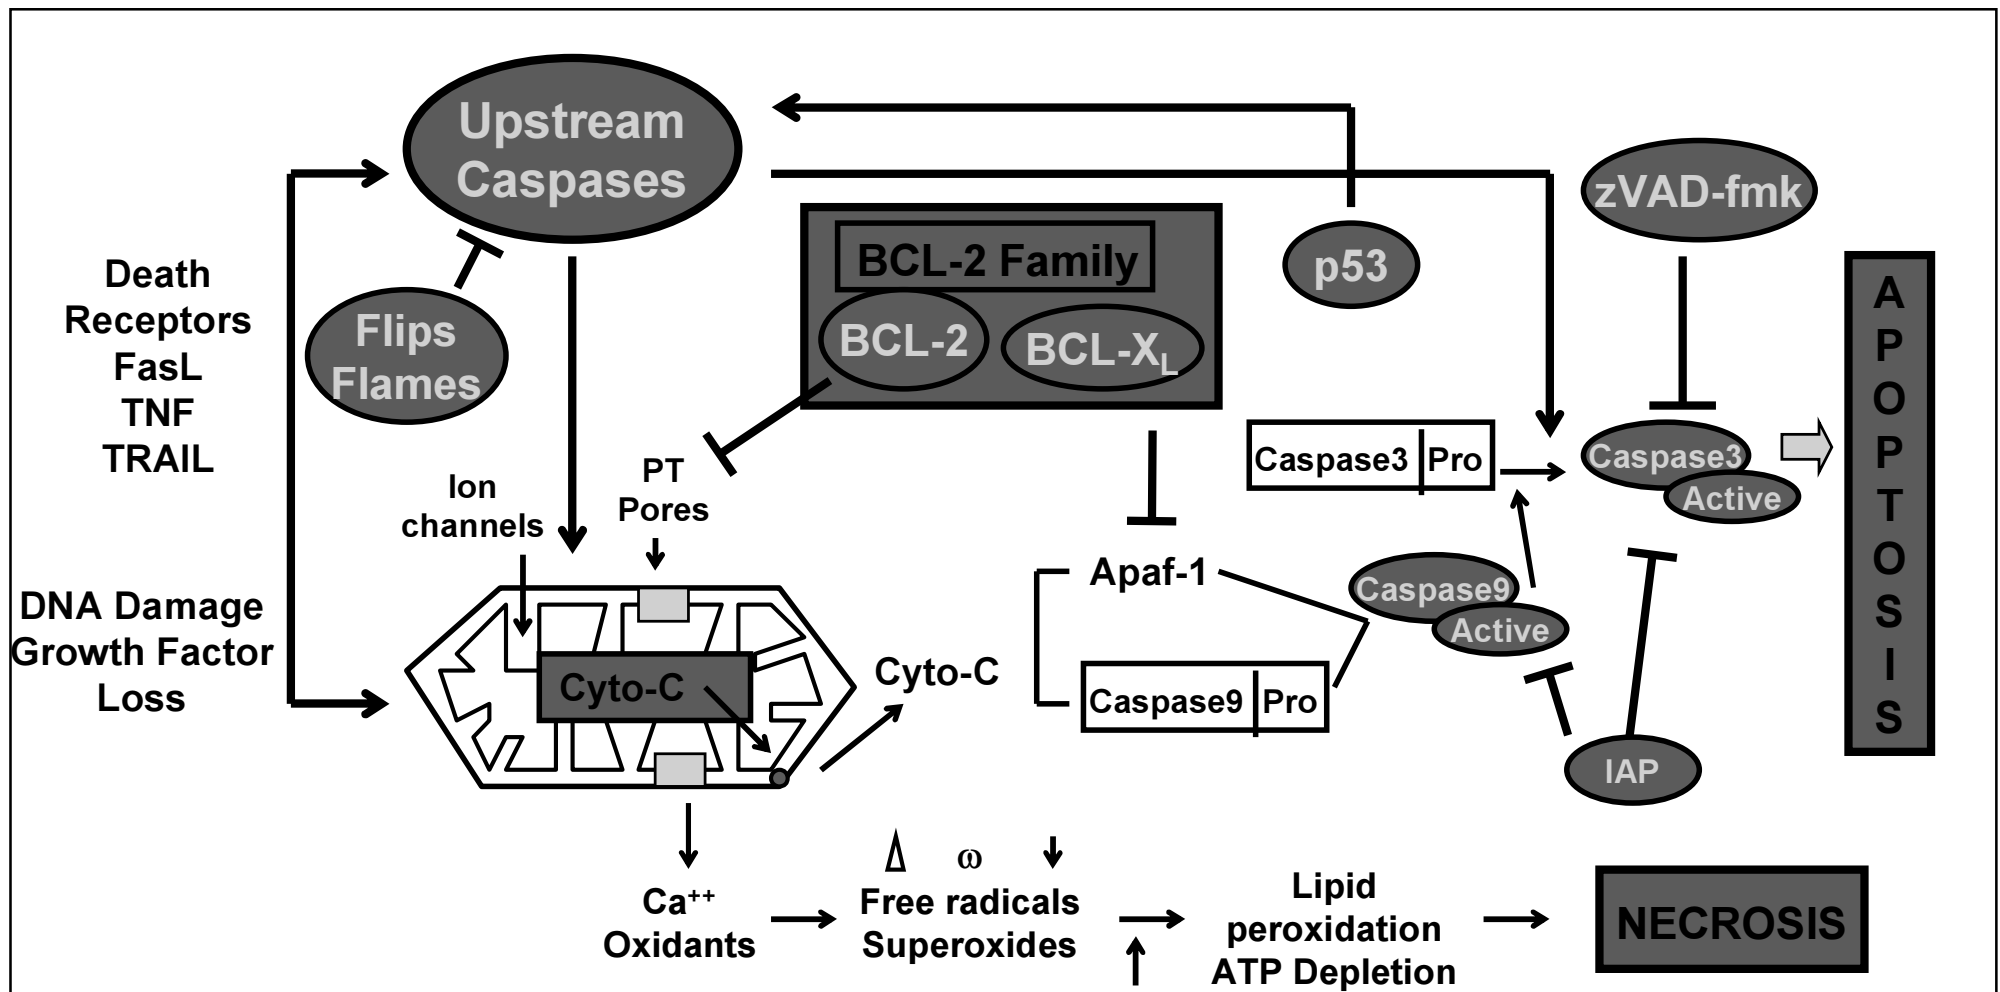 Upstream
Caspases
zVAD-fmk
BCL-2 Family
p53
Death
Receptors
FasL
TNF
TRAIL
Flips
Flames
BCL-2
BCL-XL
A
P
O
P
T
O
S
I
S
Ion
channels
PT
Pores
Caspase3 Pro
Caspase3
Active
DNA Damage
Growth Factor
Loss
Apaf-1
Caspase9
Active
Cyto-C
Cyto-C
Caspase9 Pro
IAP
Δ ω
Ca++
Oxidants
Free radicals
Superoxides
Lipid
peroxidation
ATP Depletion
NECROSIS